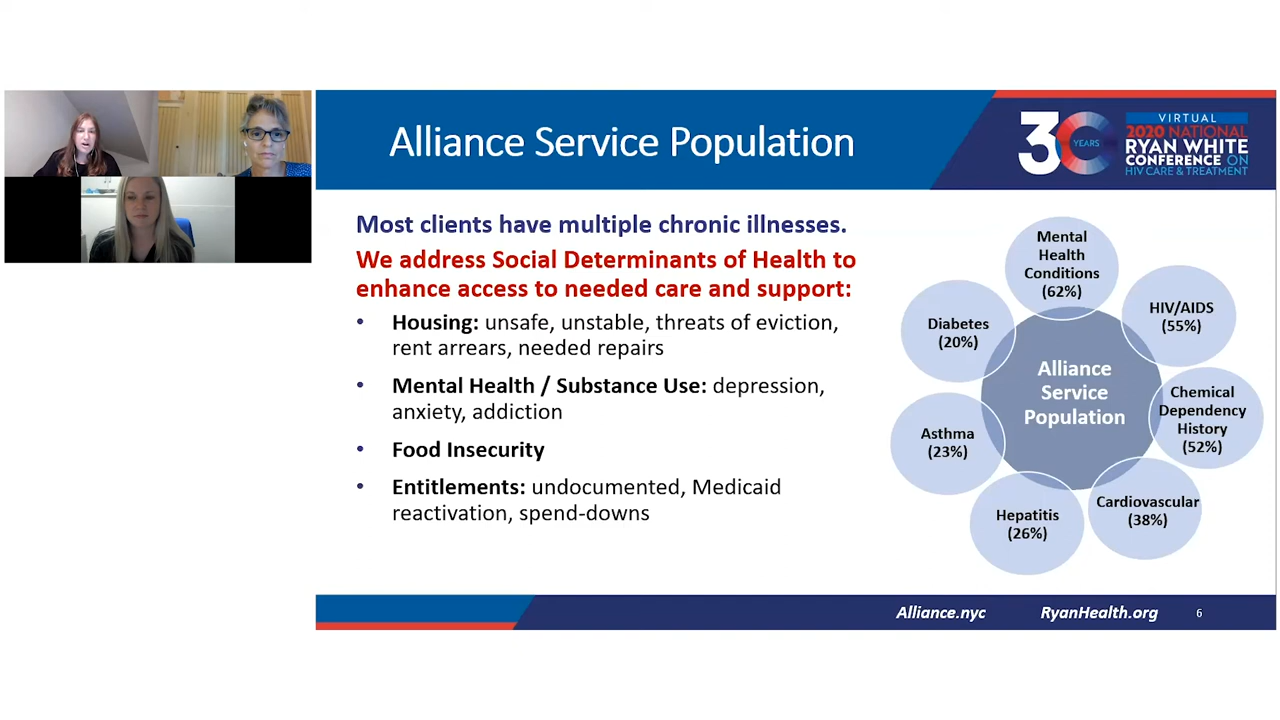 Alliance Service Population
30 YEARS
VIRTUAL
2020 NATIONAL
RYAN WHITE
CONFERENCE ON
HIV CARE & TREATMENT
Most clients have multiple chronic illnesses.
We address Social Determinants of Health to
enhance access to needed care and support:
• Housing: unsafe, unstable, threats of eviction,
rent arrears, needed repairs
• Mental Health / Substance Use: depression,
anxiety, addiction
• Food Insecurity
• Entitlements: undocumented, Medicaid
reactivation, spend-downs
Mental
Health
Conditions
(62%)
HIV/AIDS
(55%)
Chemical
Dependency
History
(52%)
Cardiovascular
(38%)
Hepatitis
(26%)
Asthma
(23%)
Diabetes
(20%)
Alliance
Service
Population
Alliance.nyc
RyanHealth.org
6